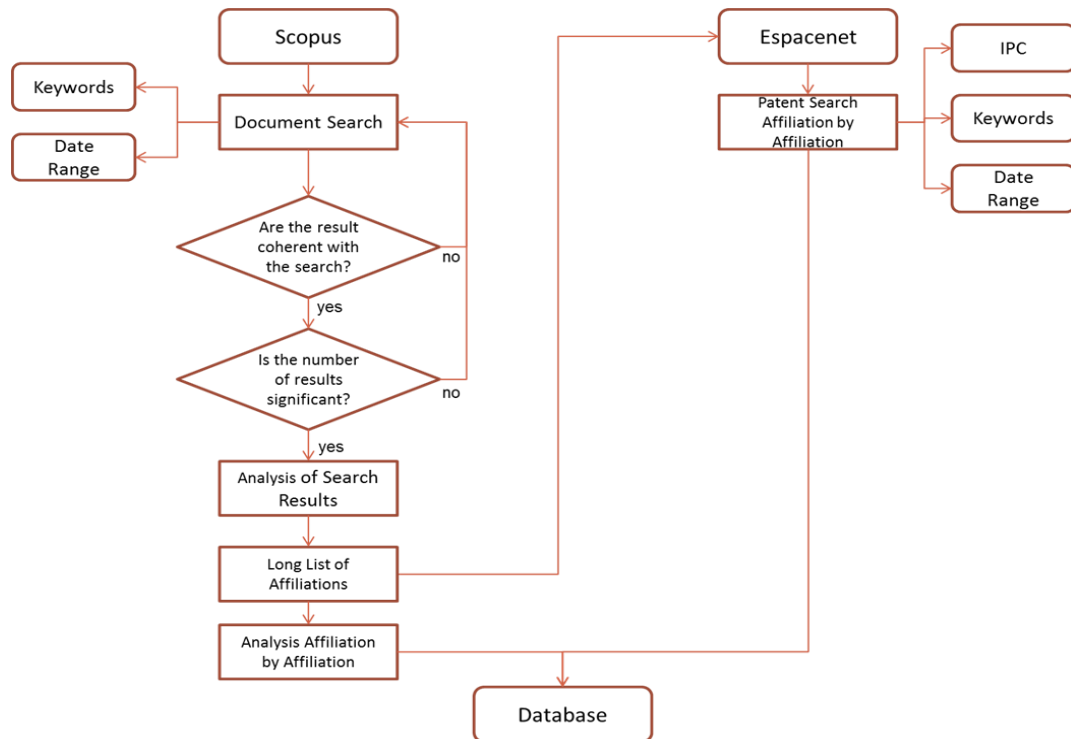 Scopus
Espacenet
Keywords
Date
Range
Document Search
Patent Search
Affiliation by
Affiliation
IPC
Keywords
Date
Range
Are the result
coherent with
the search?
no
yes
Is the number
of results
significant?
no
yes
Analysis of Search
Results
Long List of
Affiliations
Analysis Affiliation
by Affiliation
Database